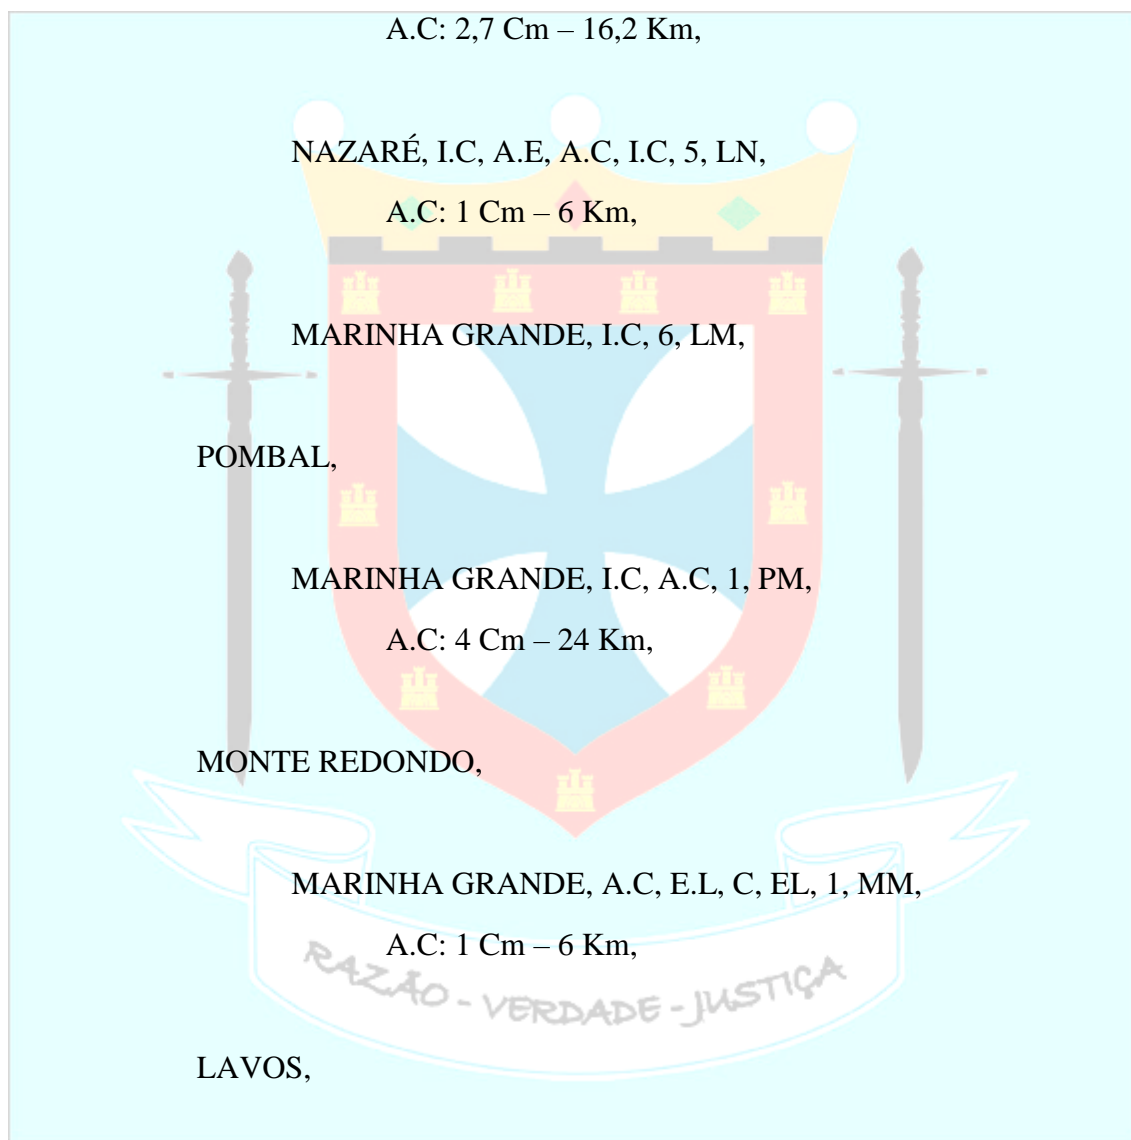 A.C: 2,7 Cm – 16,2 Km,
NAZARÉ, I.C, A.E, A.C, I.C, 5, LN,
A.C: 1 Cm – 6 Km,
MARINHA GRANDE, I.C, 6, LM,
POMBAL,
MARINHA GRANDE, I.C, A.C, 1, PM,
A.C: 4 Cm – 24 Km,
MONTE REDONDO,
MARINHA GRANDE, A.C, E.L, C, EL, 1, MM,
A.C: 1 Cm – 6 Km,
RAZÃO - VERDADE - JUSTIÇA
LAVOS,